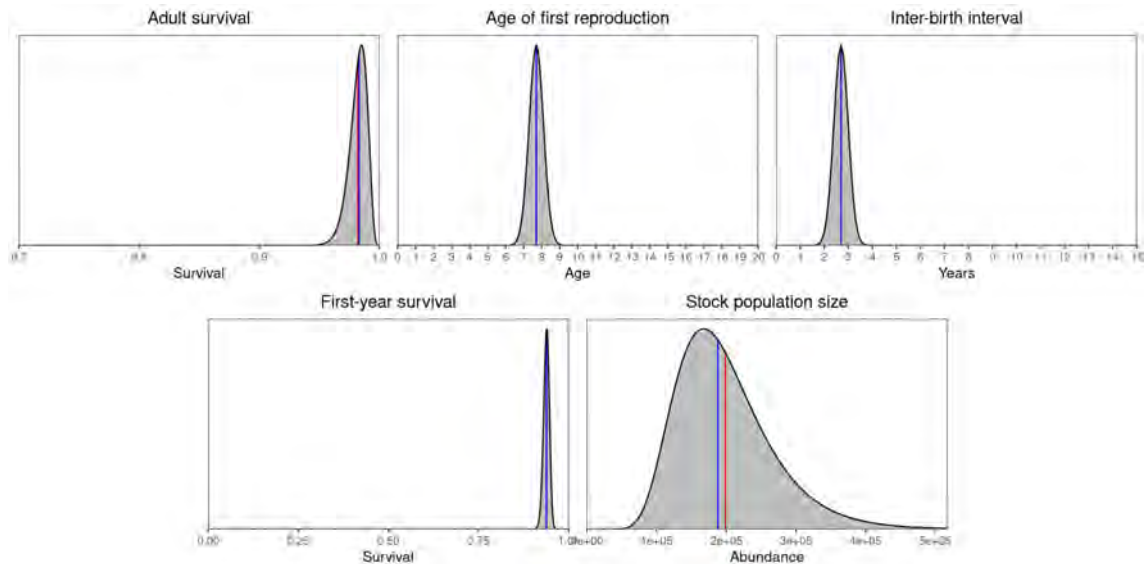 Adult survival
Age of first reproduction
Inter-birth interval
0.7 0.8 0.9 1.0
0 1 2 3 4 5 6 7 8 9 10 11 12 13 14 15 16 17 18 19 20
0 1 2 3 4 5 6 7 8 9 10 11 12 13 14 15
Survival
Age
Years
First-year survival
Stock population size
0.00 0.25 0.50 0.75
1e+05 2e+05 3e+05 4e+05 5e+05
Survival
Abundance